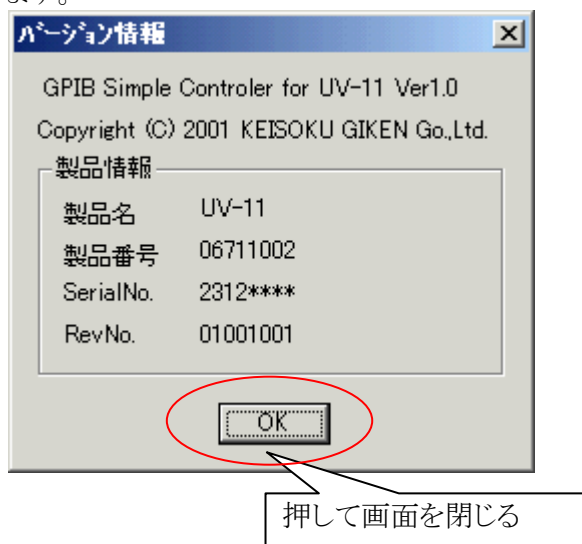 ます。
ﾊﾞｰｼﾞｮﾝ情報
GPIB Simple Controler for UV-11 Ver1.0
Copyright (C) 2001 KEISOKU GIKEN Go.,Ltd.
製品情報
製品名 UV-11
製品番号 06711002
SerialNo. 2312****
RevNo. 01001001
OK
押して画面を閉じる